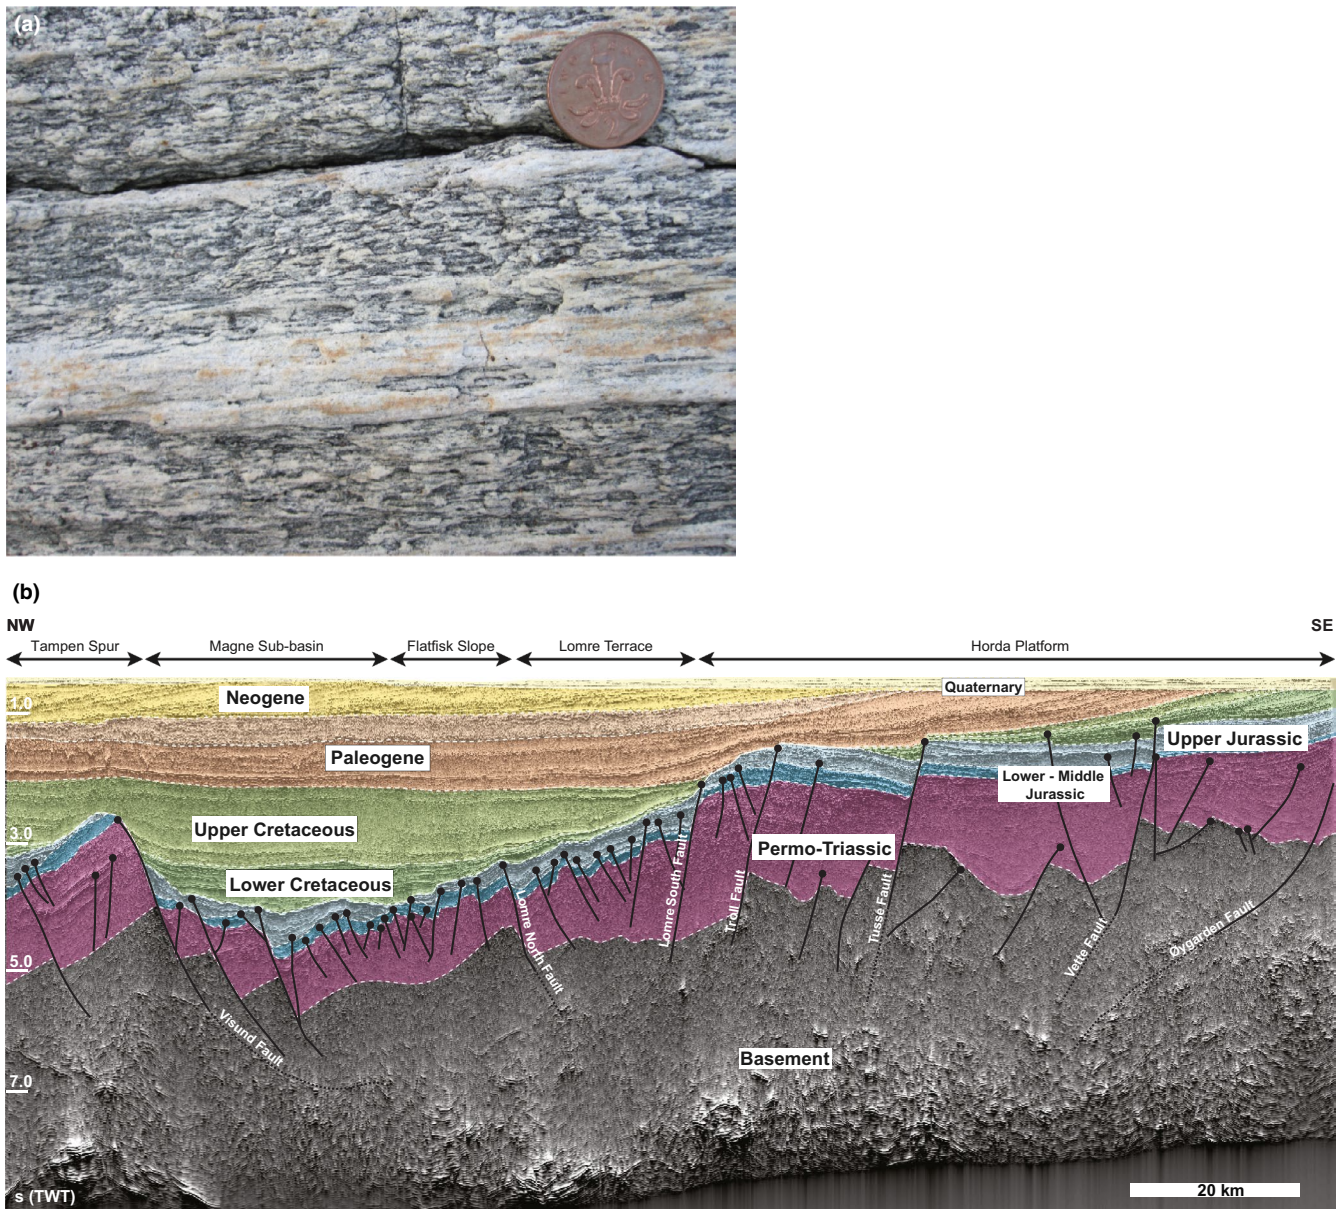 (a)
2
(b)
NW
SE
Tampen Spur
Magne Sub-basin
Flatfisk Slope
Lomre Terrace
Horda Platform
Quaternary
Neogene
1.0
Paleogene
Upper Jurassic
Lower - Middle
Jurassic
Upper Cretaceous
3.0
Permo-Triassic
Lower Cretaceous
Lomre North Fault
Lomre South Fault
Troll Fault
Tusse Fault
Vette Fault
Øygarden Fault
5.0
Visund Fault
Basement
7.0
s (TWT)
20 km